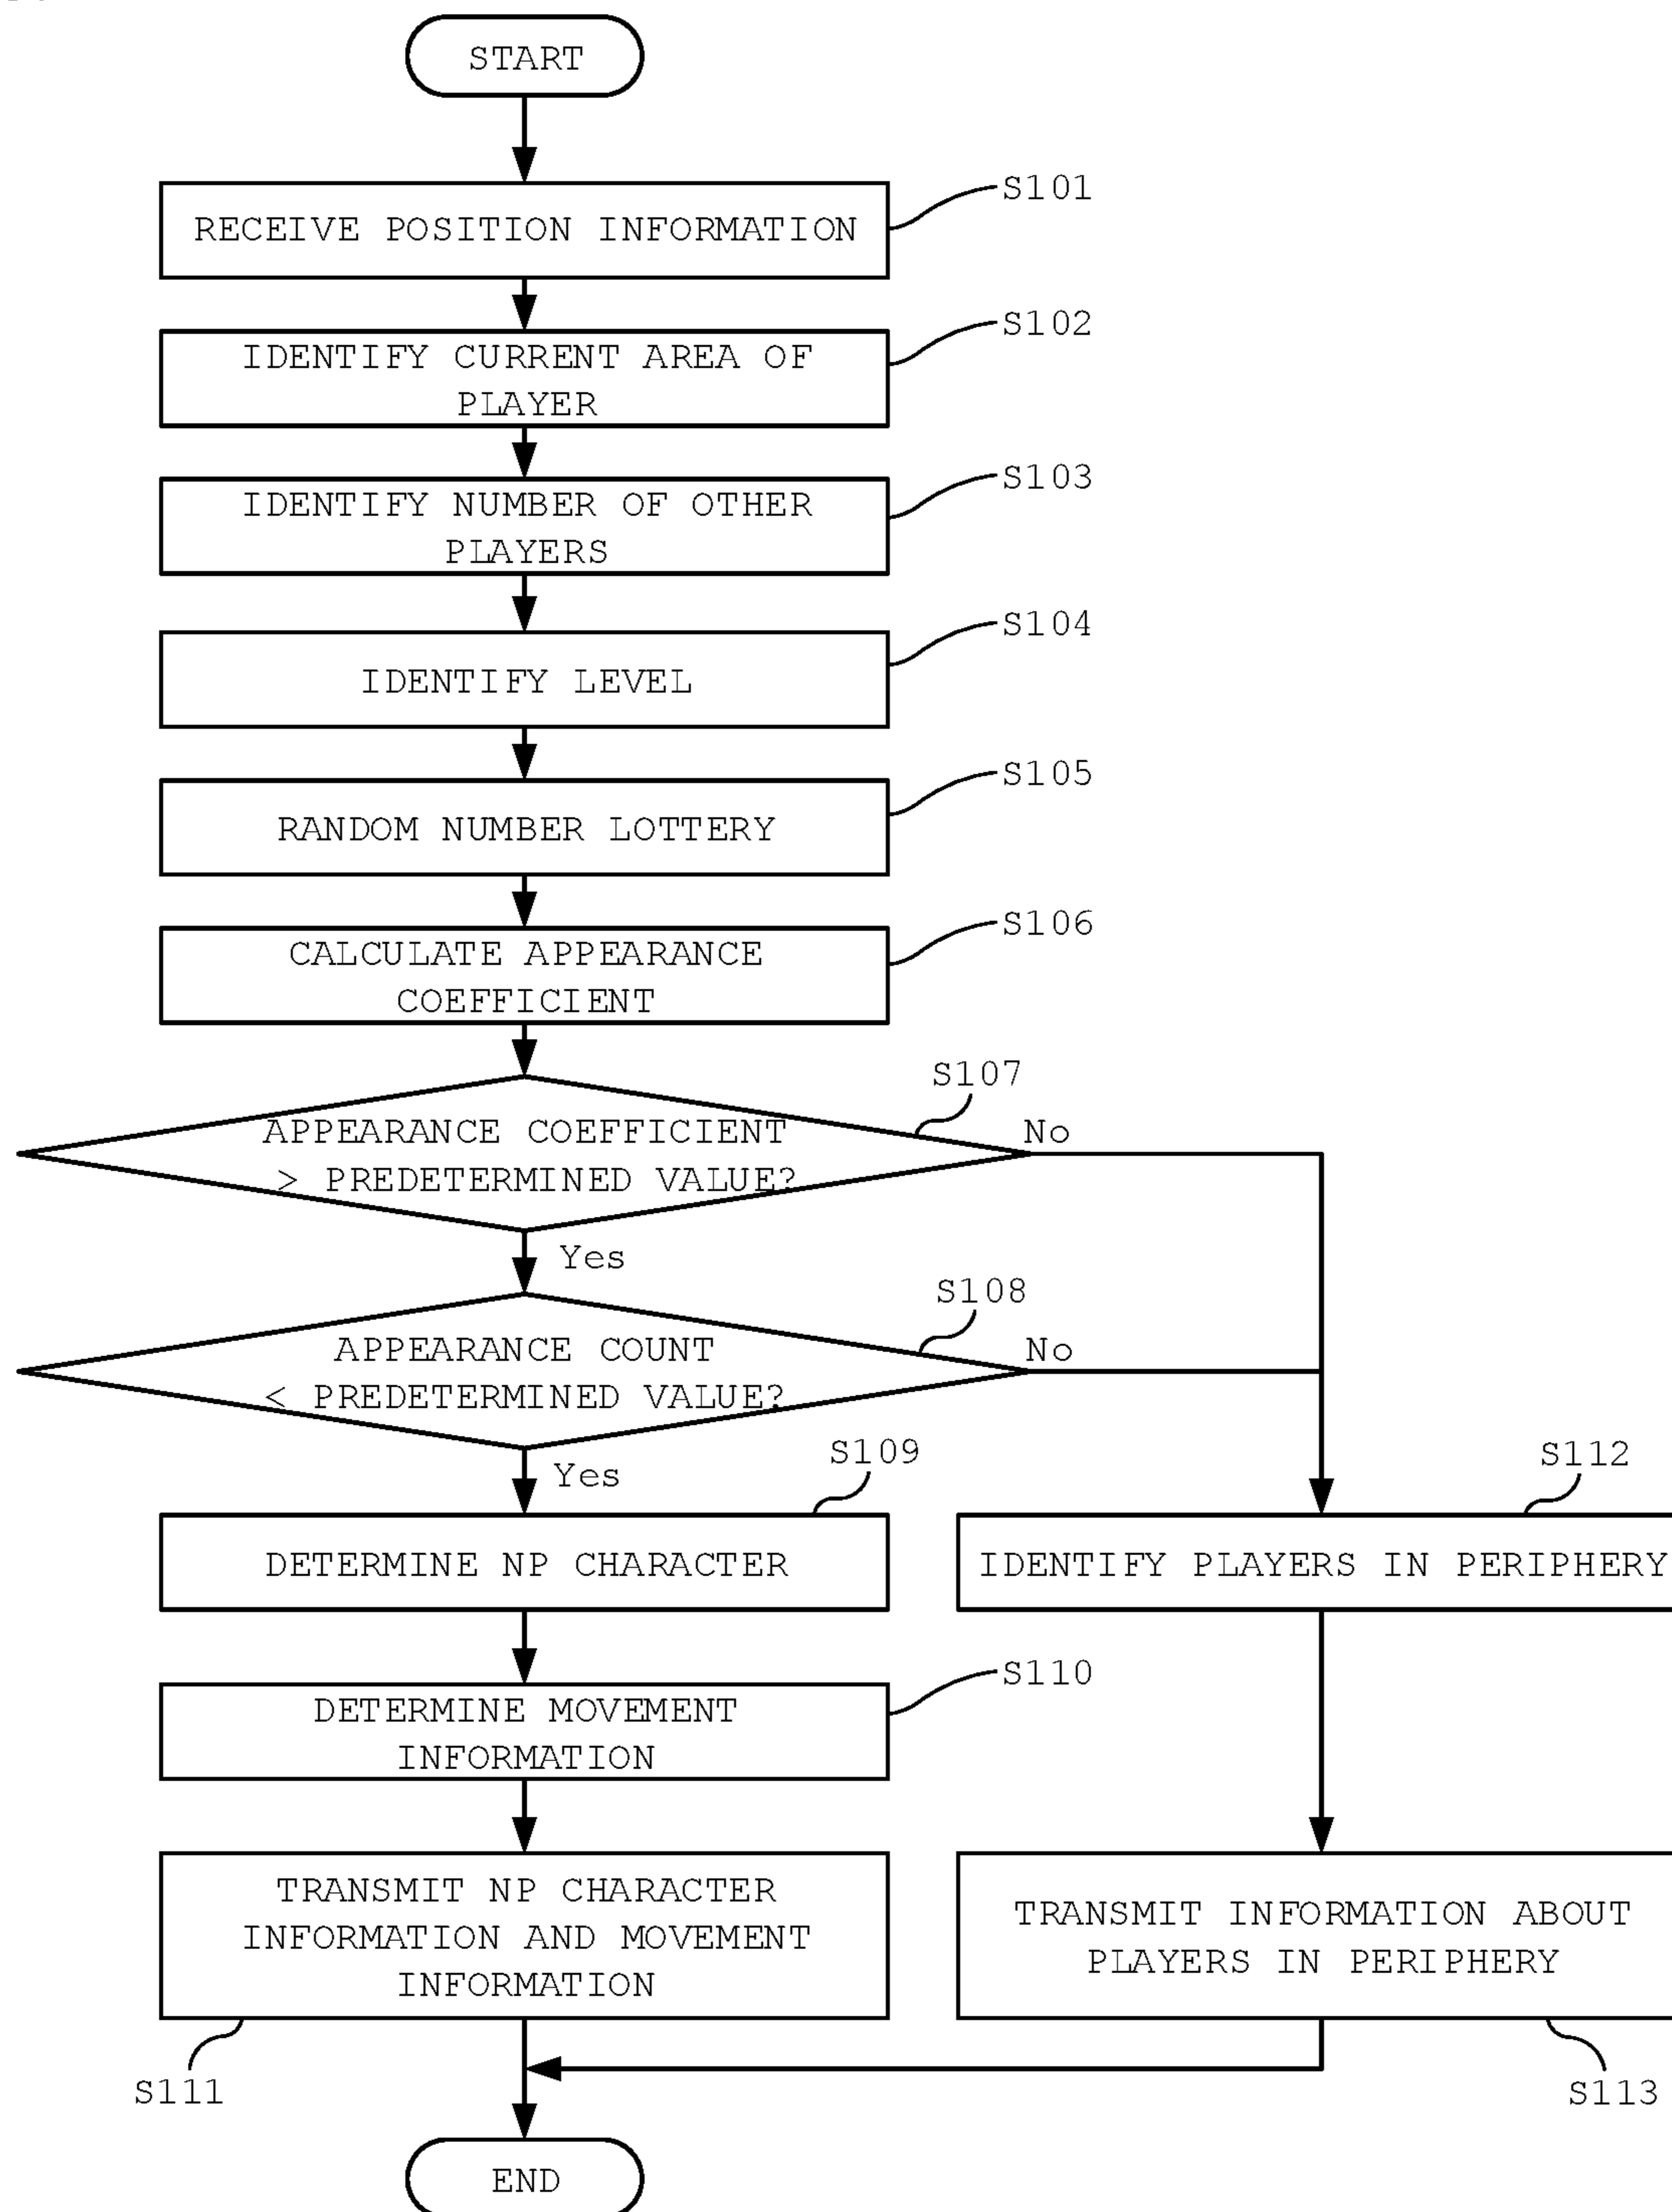 START
RECEIVE POSITION INFORMATION
S101
IDENTIFY CURRENT AREA OF
PLAYER
S102
IDENTIFY NUMBER OF OTHER
PLAYERS
S103
IDENTIFY LEVEL
S104
RANDOM NUMBER LOTTERY
S105
CALCULATE APPEARANCE
COEFFICIENT
S106
S107
APPEARANCE COEFFICIENT
> PREDETERMINED VALUE?
No
Yes
S108
APPEARANCE COUNT
< PREDETERMINED VALUE?
No
Yes
S109
DETERMINE NP CHARACTER
S112
IDENTIFY PLAYERS IN PERIPHERY
S110
DETERMINE MOVEMENT
INFORMATION
TRANSMIT NP CHARACTER
INFORMATION AND MOVEMENT
INFORMATION
S111
TRANSMIT INFORMATION ABOUT
PLAYERS IN PERIPHERY
S113
END